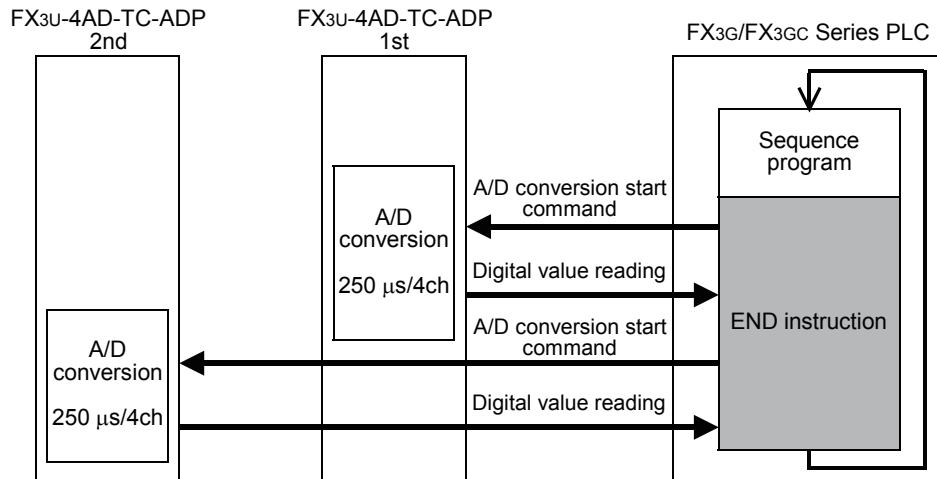 FX3U-4AD-TC-ADP
2nd
FX3U-4AD-TC-ADP
1st
FX3G/FX3GC Series PLC
Sequence
program
A/D conversion start
command
A/D
conversion
250 μs/4ch
Digital value reading
END instruction
A/D conversion start
command
A/D
conversion
250 μs/4ch
Digital value reading